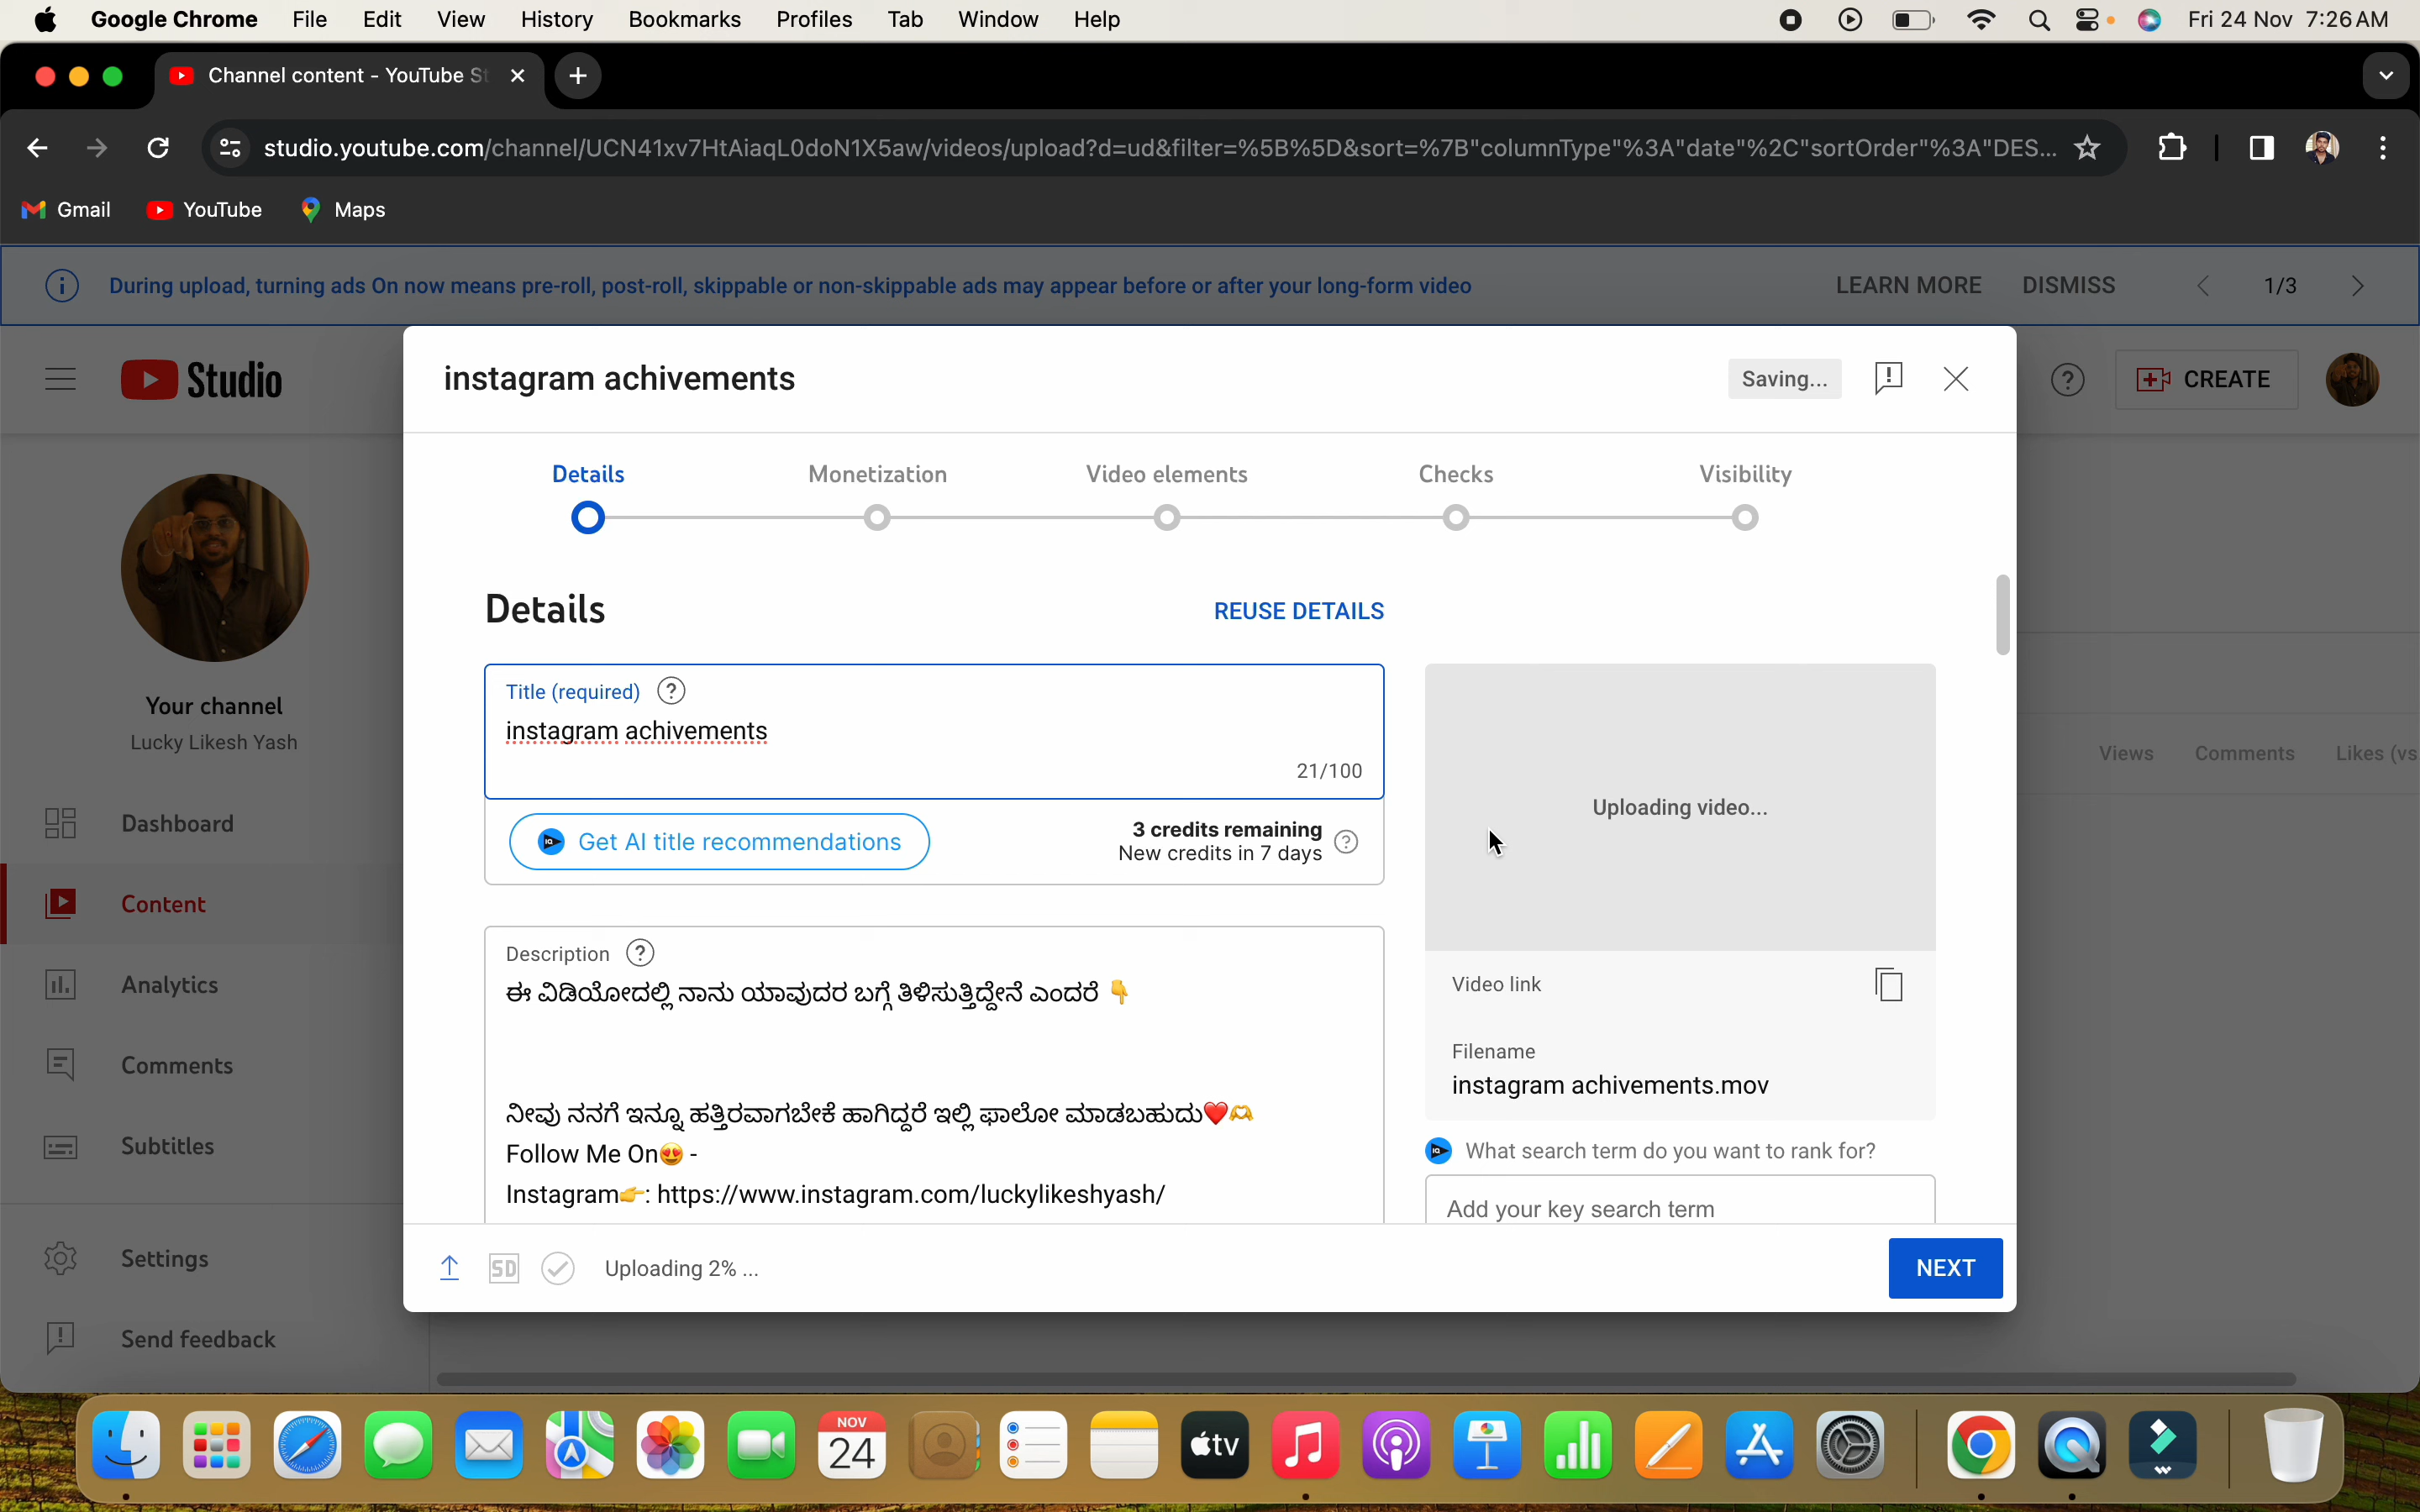 Google Chrome File Edit View History Bookmarks Profiles Tab Window Help Fri 24 Nov 7:26 AM
Channel content - YouTube St
studio.youtube.com/channel/UCN41xv7HtAiaqL0doN1X5aw/videos/upload?d=ud&filter=%5B%5D&sort=%7B"columnType"%3A"date"%2C"sortOrder"%3A"DES...
Gmail YouTube Maps
During upload, turning ads On now means pre-roll, post-roll, skippable or non-skippable ads may appear before or after your long-form video LEARN MORE DISMISS 1/3
Studio
CREATE
instagram achivements Saving...
Details Monetization Video elements Checks Visibility
Details REUSE DETAILS
Title (required)
instagram achivements
21/100
Get AI title recommendations
3 credits remaining
New credits in 7 days
Description
ಈ ವಿಡಿಯೋದಲ್ಲಿ ನಾನು ಯಾವುದರ ಬಗ್ಗೆ ತಿಳಿಸುತ್ತಿದ್ದೇನೆ ಎಂದರೆ 👇
ನೀವು ನನಗೆ ಇನ್ನೂ ಹತ್ತಿರವಾಗಬೇಕೆ ಹಾಗಿದ್ದರೆ ಇಲ್ಲಿ ಫಾಲೋ ಮಾಡಬಹುದು❤️🫶
Follow Me On😍 -
Instagram👉: https://www.instagram.com/luckylikeshyash/
Uploading video...
Video link
Filename
instagram achivements.mov
What search term do you want to rank for?
Add your key search term
SD Uploading 2% ...
NEXT
Your channel
Lucky Likesh Yash
Dashboard
Content
Analytics
Comments
Subtitles
Settings
Send feedback
Views Comments Likes (vs
NOV
24
tv